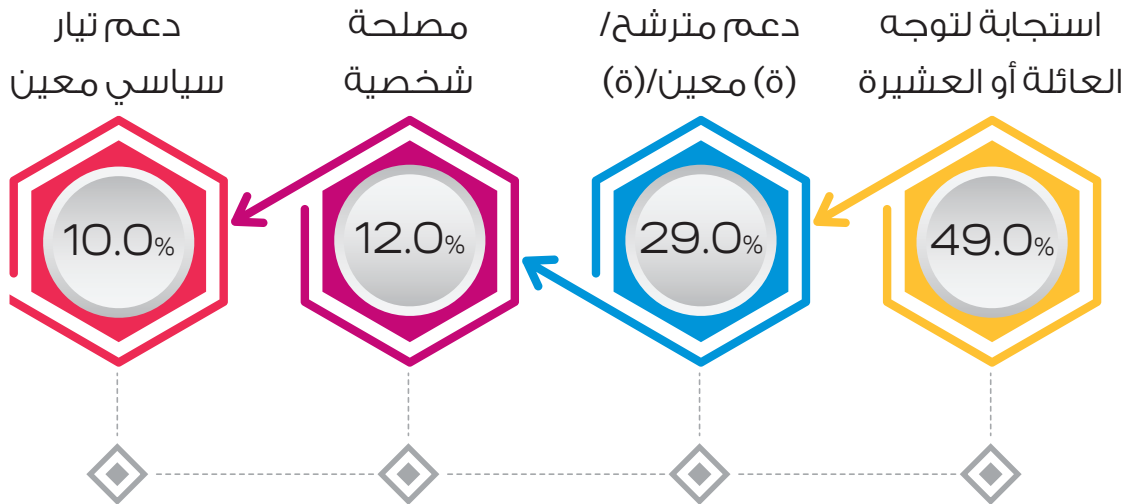 استجابة لتوجه
العائلة أو العشيرة
49.0%
دعم مترشح/
(ة) معين/(ة)
29.0%
مصلحة
شخصية
12.0%
دعم تيار
سياسي معين
10.0%